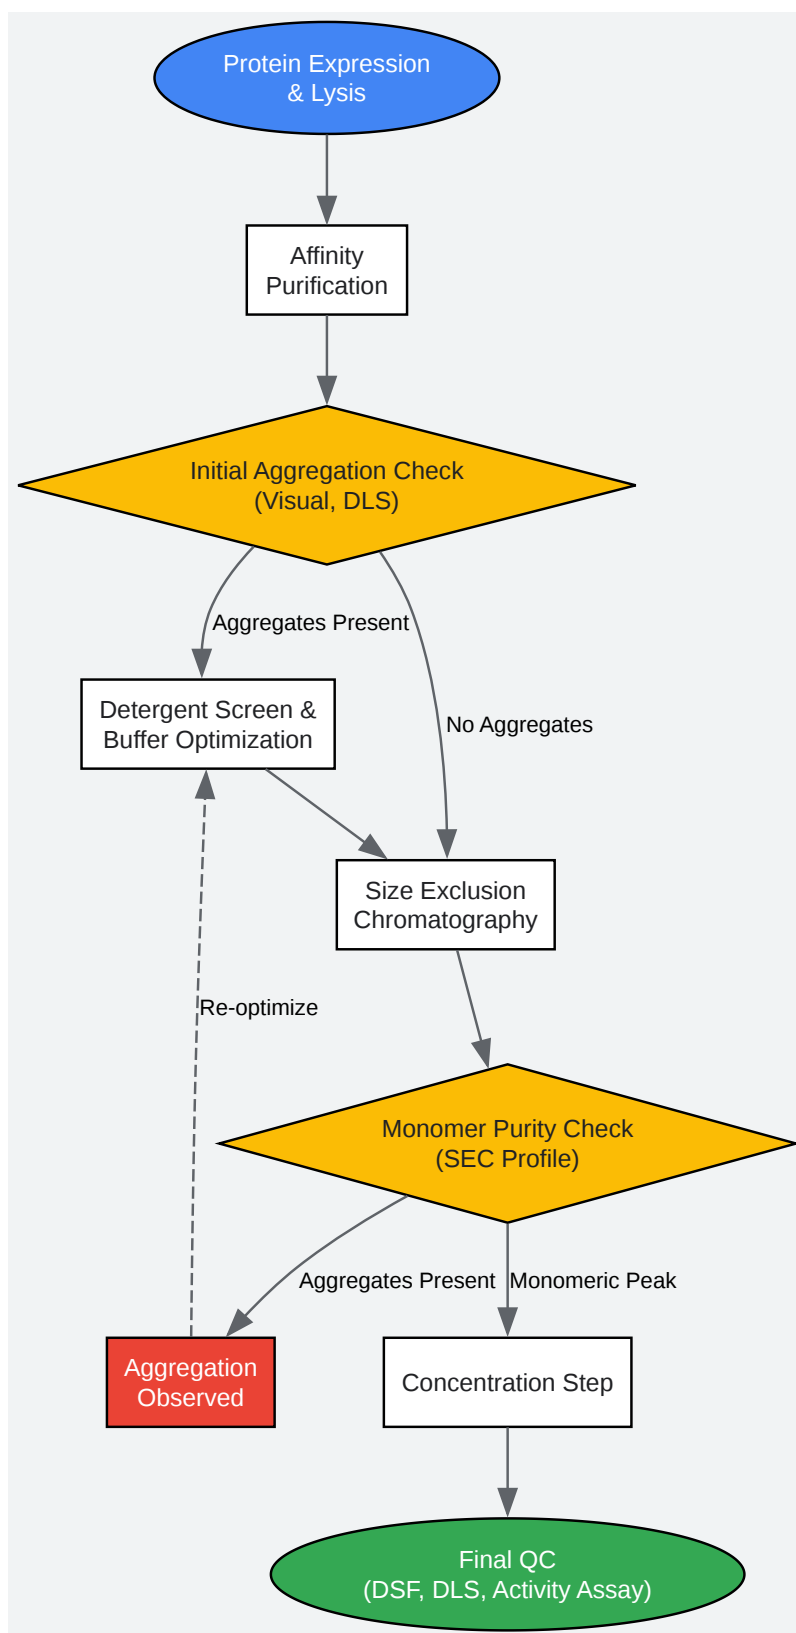 Protein Expression
& Lysis
Affinity
Purification
Initial Aggregation Check
(Visual, DLS)
Aggregates Present
Detergent Screen &
Buffer Optimization
No Aggregates
Size Exclusion
Chromatography
Re-optimize
Monomer Purity Check
(SEC Profile)
Aggregates Present
Monomeric Peak
Aggregation
Observed
Concentration Step
Final QC
(DSF, DLS, Activity Assay)